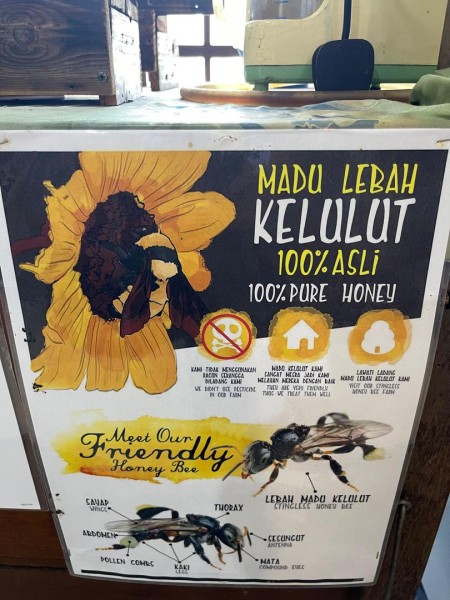 MADU LEBAH
KELULUT
100% ASLI
100% PURE HONEY
KAMI TIDAK MENGGUNAKAN
RACUN SERANGGA
DILADANG KAMI
WE DIDN'T USE PESTICIDE
IN OUR FARM
MADU KELULUT KAMI
SANGAT MESRA JADI KAMI
MELAYAN MEREKA DENGAN BAIK
THEY ARE VERY FRIENDLY
THUS WE TREAT THEM WELL
LAWATI LADANG
MADU LEBAH KELULUT KAMI
VISIT OUR STINGLESS
HONEY BEE FARM
Meet Our
Friendly
Honey Bee
LEBAH MADU KELULUT
STINGLESS HONEY BEE
SAYAP
WINGS
THORAX
ABDOMEN
SESUNGUT
ANTENNA
POLLEN COMBS
KAKI
LEGS
MATA
COMPOUND EYES